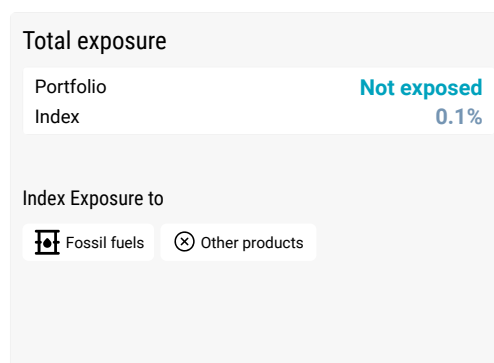 Total exposure
Portfolio Not exposed
Index 0.1%
Index Exposure to
Fossil fuels Other products